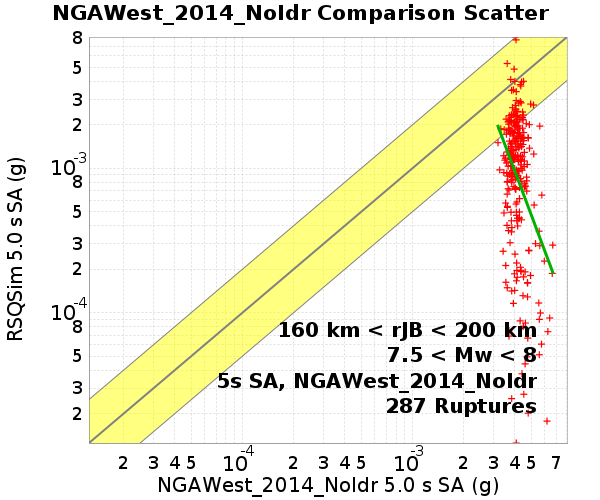 NGAWest_2014_NoIdr Comparison Scatter
8
5
3
2
10-3
8
5
3
2
10-4
8
5
3
2
RSQSim 5.0 s SA (g)
160 km < rJB < 200 km
7.5 < Mw < 8
5s SA, NGAWest_2014_NoIdr
287 Ruptures
2 3 4 5 10-4 2 3 4 5 10-3 2 3 4 5 7
NGAWest_2014_NoIdr 5.0 s SA (g)